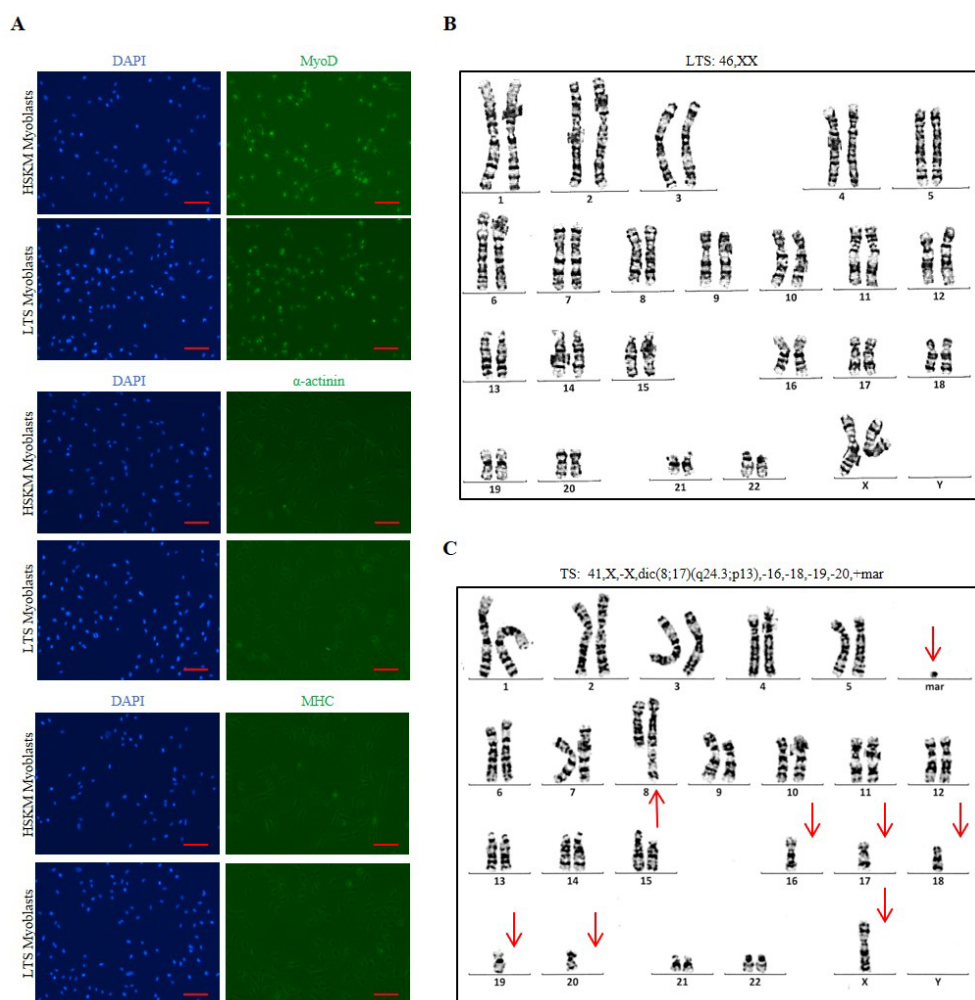 A
DAPI MyoD
HSKM Myoblasts
LTS Myoblasts
DAPI α-actinin
HSKM Myoblasts
LTS Myoblasts
DAPI MHC
HSKM Myoblasts
LTS Myoblasts
B
LTS: 46,XX
1 2 3 4 5
6 7 8 9 10 11 12
13 14 15 16 17 18
19 20 21 22 X Y
C
TS: 41,X,-X,dic(8;17)(q24.3;p13),-16,-18,-19,-20,+mar
1 2 3 4 5 mar
6 7 8 9 10 11 12
13 14 15 16 17 18
19 20 21 22 X Y